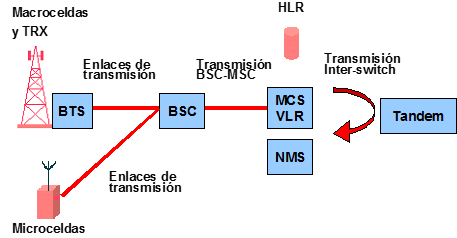 Macroceldas
y TRX
HLR
Enlaces de
transmisión
Transmisión
BSC-MSC
Transmisión
Inter-switch
BTS
BSC
MCS
VLR
Tandem
NMS
Enlaces de
transmisión
Microceldas